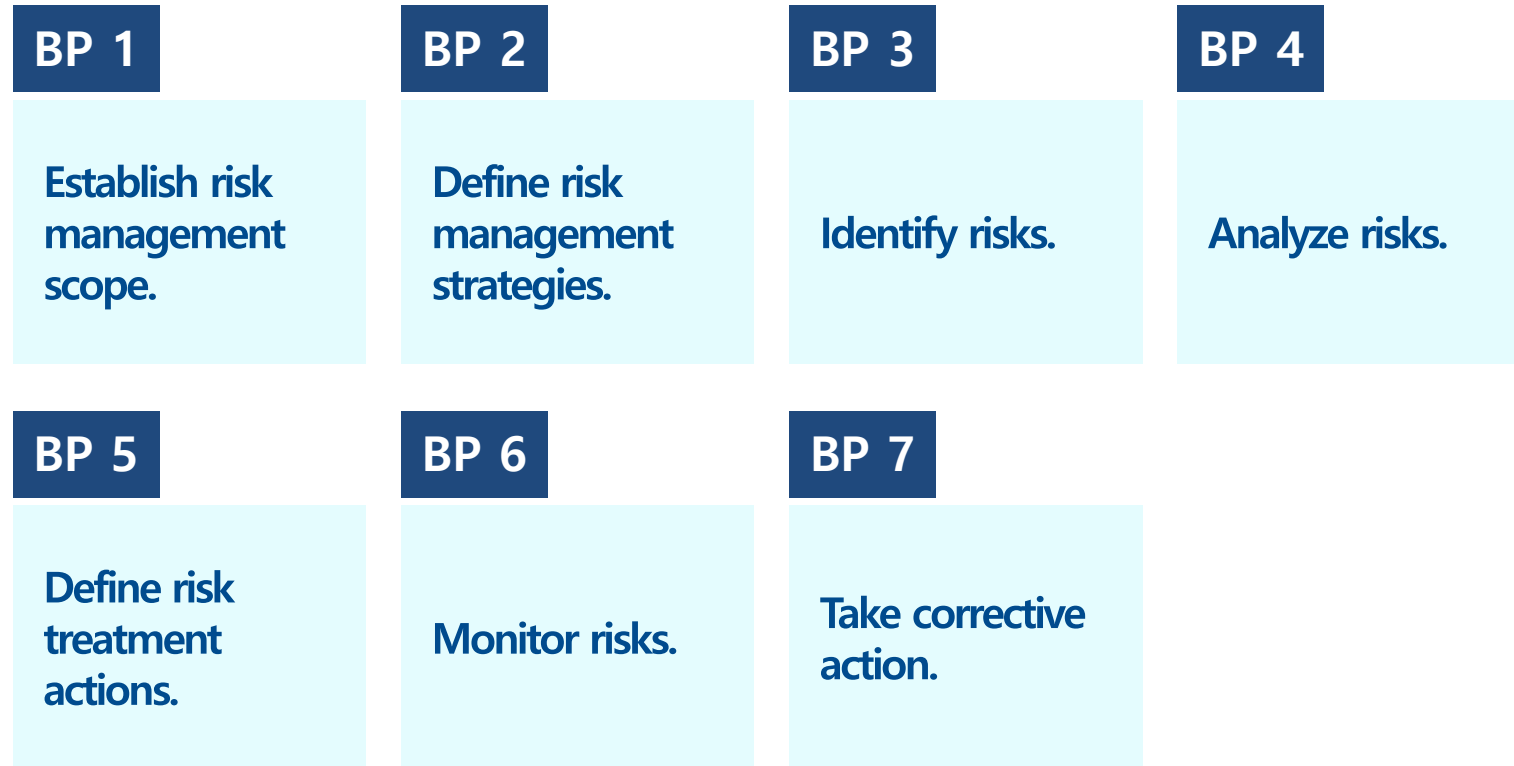 BP 1
Establish risk
management
scope.
BP 2
Define risk
management
strategies.
BP 3
Identify risks.
BP 4
Analyze risks.
BP 5
Define risk
treatment
actions.
BP 6
Monitor risks.
BP 7
Take corrective
action.